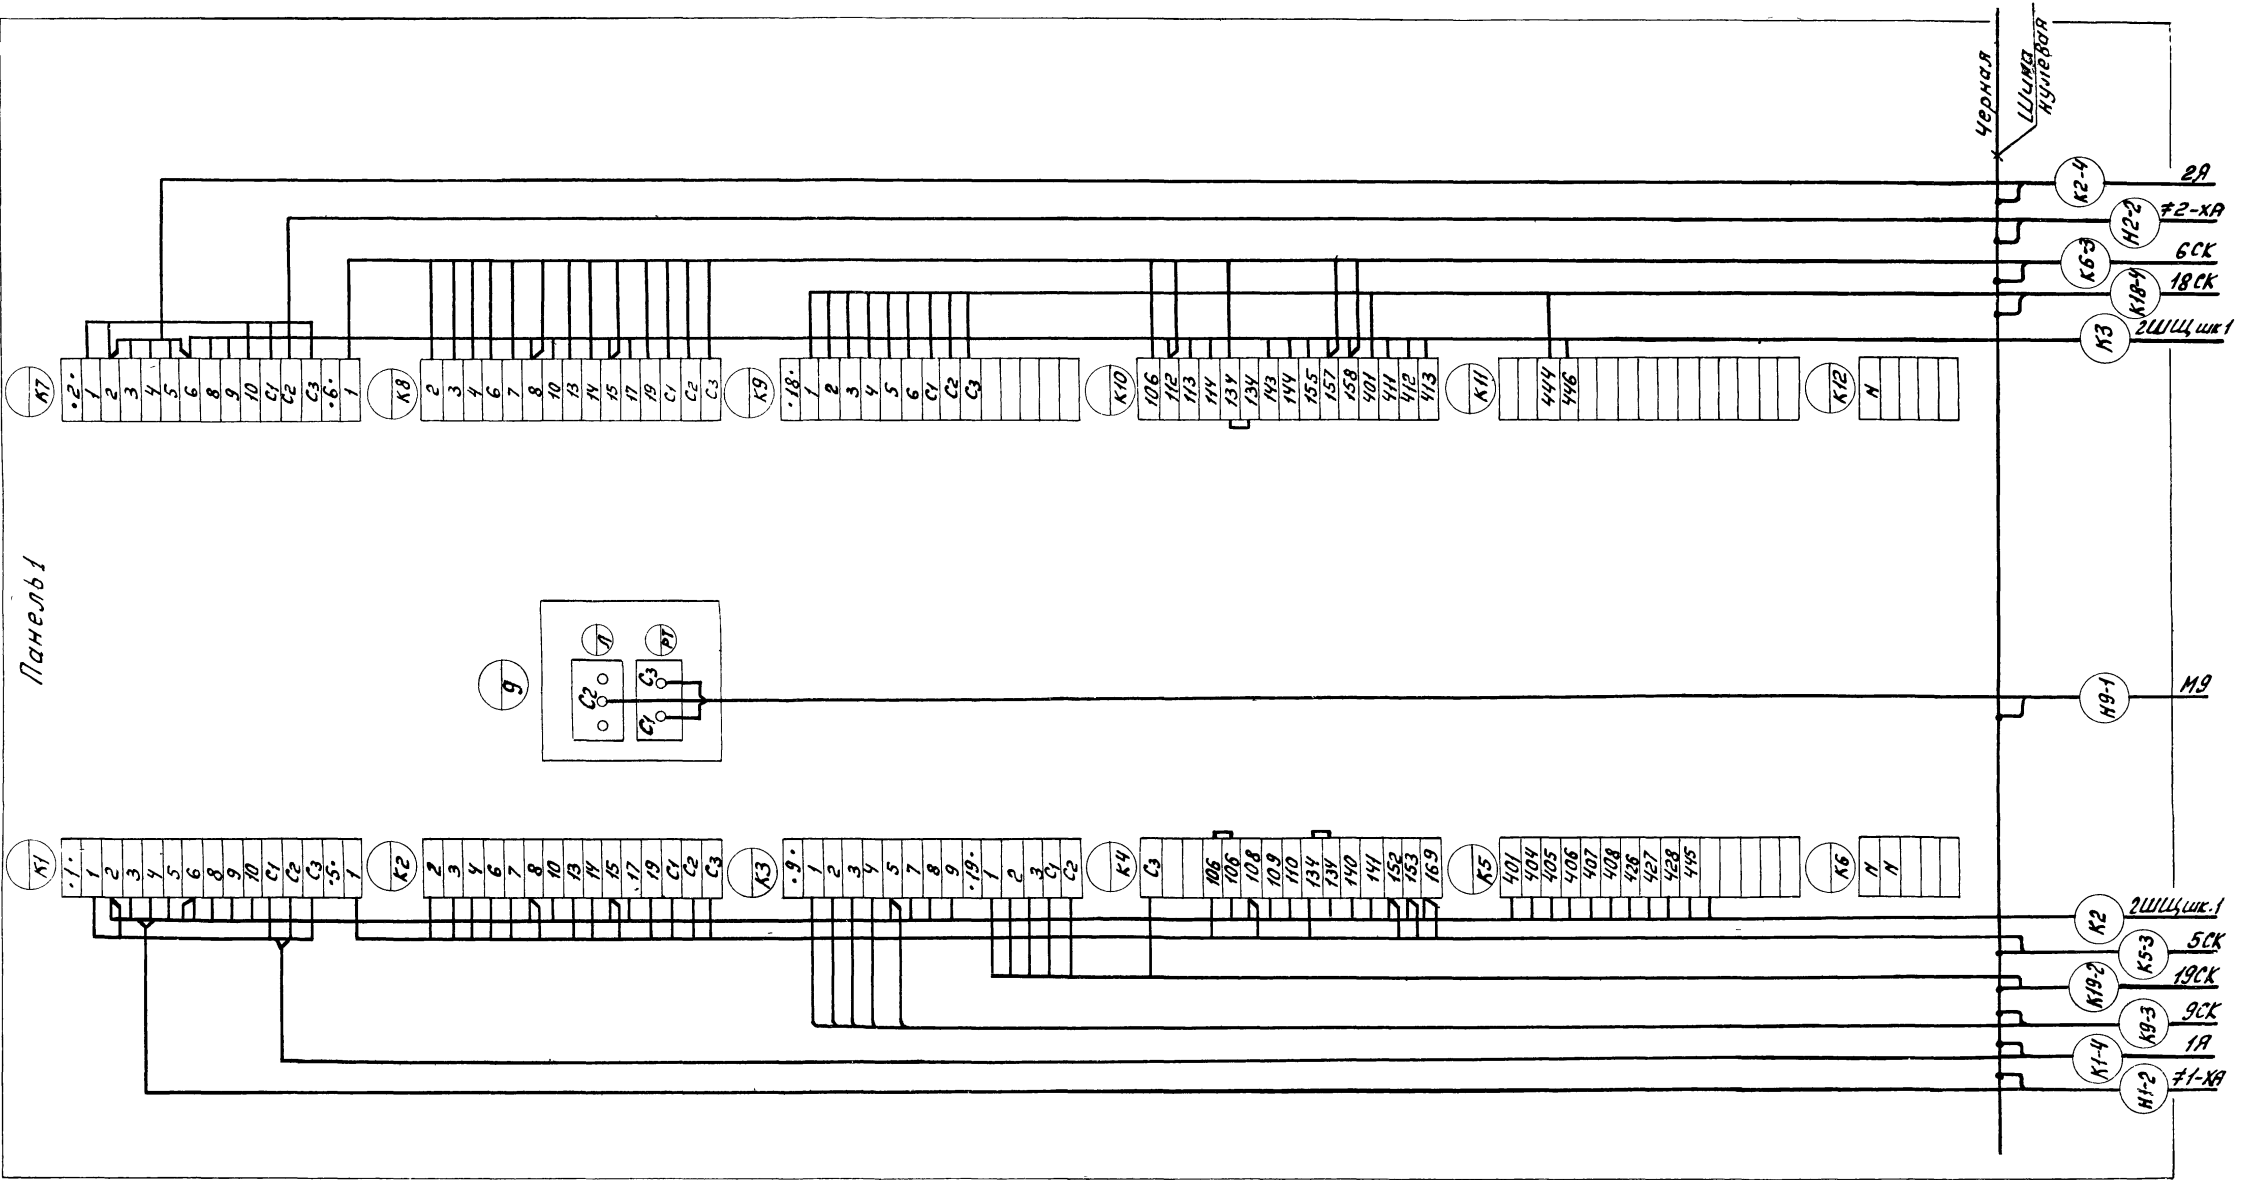 Панель 1
Черная
Шина
нулевая
К2-4
2Я
Н2-2
72-ХА
К6-3
6СК
К18-4
18СК
К3
2ШЩ шк1
К7
·2· 1 2 3 4 5 6 8 9 10 С1 С2 С3 ·6· 1
К8
2 3 4 6 7 8 10 13 14 15 17 19 С1 С2 С3
К9
·18· 1 2 3 4 5 6 С1 С2 С3
К10
106 112 113 114 134 134 143 144 155 157 158 401 411 412 413
К11
444 446
К12
N
9
Л
РТ
С2
С3
С1
Н9-1
М9
К1
·1· 1 2 3 4 5 6 8 9 10 С1 С2 С3 ·5· 1
К2
2 3 4 6 7 8 10 13 14 15 17 19 С1 С2 С3
К3
·9· 1 2 3 4 5 7 8 9 ·19· 1 2 3 С1 С2
К4
С3 106 106 108 109 110 134 134 140 141 152 153 169
К5
401 404 405 406 407 408 426 427 428 445
К6
N N
К2
2ШЩ шк.1
К5-3
5СК
К19-2
19СК
К9-3
9СК
К1-4
1Я
Н1-2
71-ХА